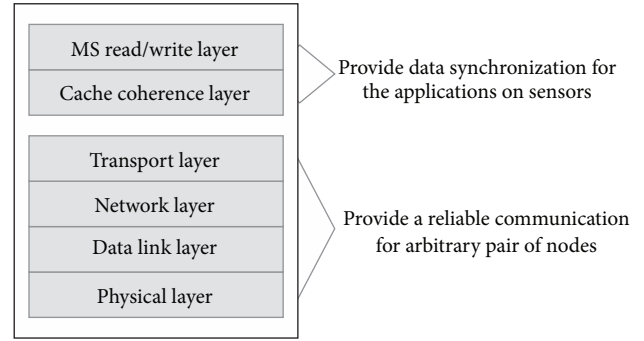 MS read/write layer
Cache coherence layer
Provide data synchronization for
the applications on sensors
Transport layer
Network layer
Data link layer
Physical layer
Provide a reliable communication
for arbitrary pair of nodes